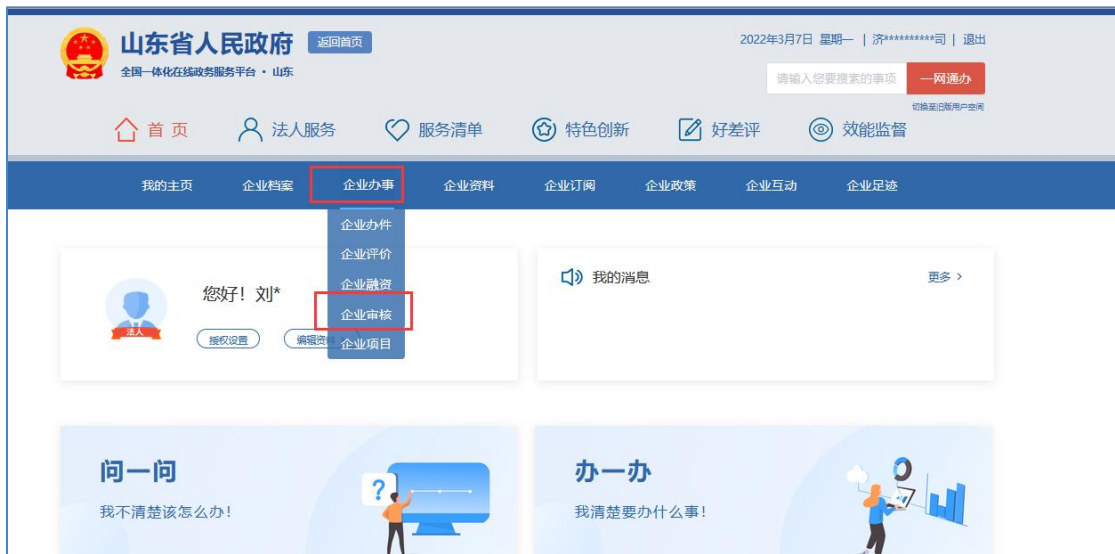 山东省人民政府 返回首页 2022年3月7日 星期一 | 济**********司 | 退出
全国一体化在线政务服务平台 · 山东
请输入您要搜索的事项 一网通办
切换至旧版用户空间
首 页 法人服务 服务清单 特色创新 好差评 效能监督
我的主页 企业档案 企业办事 企业资料 企业订阅 企业政策 企业互动 企业足迹
企业办件
企业评价
企业融资
企业审核
企业项目
您好！刘*
法人
授权设置 编辑资
我的消息 更多 >
问一问
我不清楚该怎么办！
?
办一办
我清楚要办什么事！